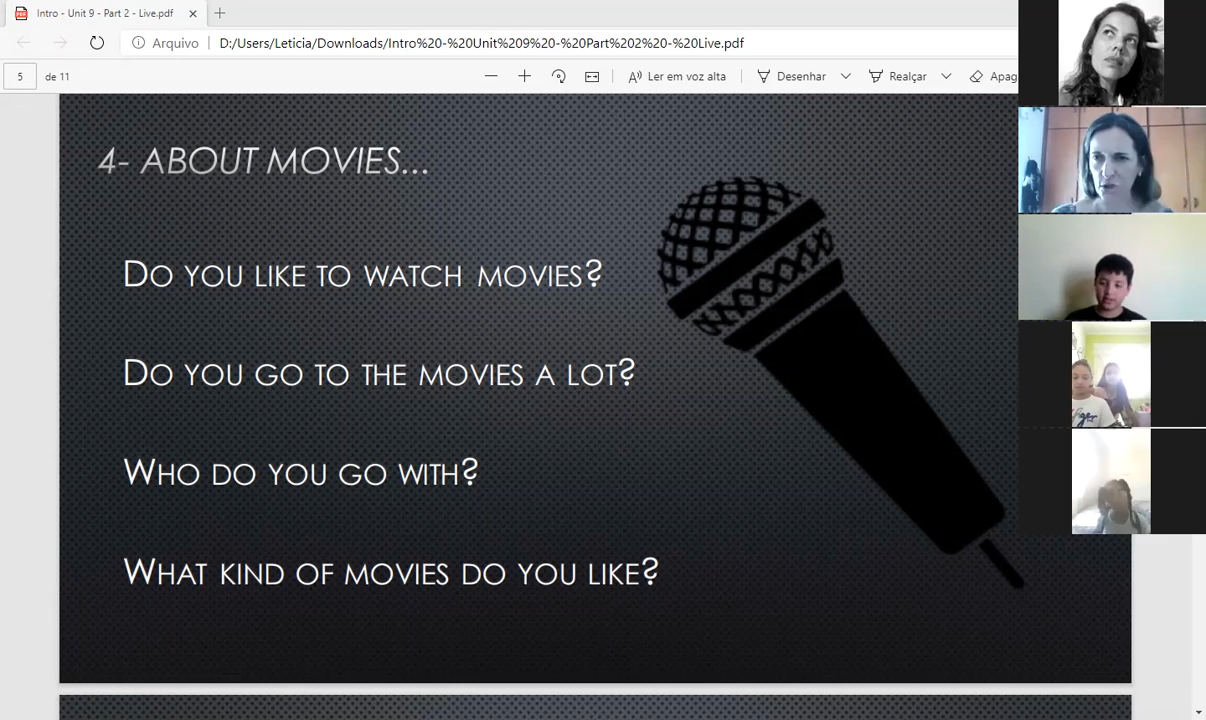 Intro - Unit 9 - Part 2 - Live.pdf
Arquivo
D:/Users/Leticia/Downloads/Intro%20-%20Unit%209%20-%20Part%202%20-%20Live.pdf
5 de 11
Ler em voz alta
Desenhar
Realçar
Apag
4- ABOUT MOVIES...
DO YOU LIKE TO WATCH MOVIES?
DO YOU GO TO THE MOVIES A LOT?
WHO DO YOU GO WITH?
WHAT KIND OF MOVIES DO YOU LIKE?